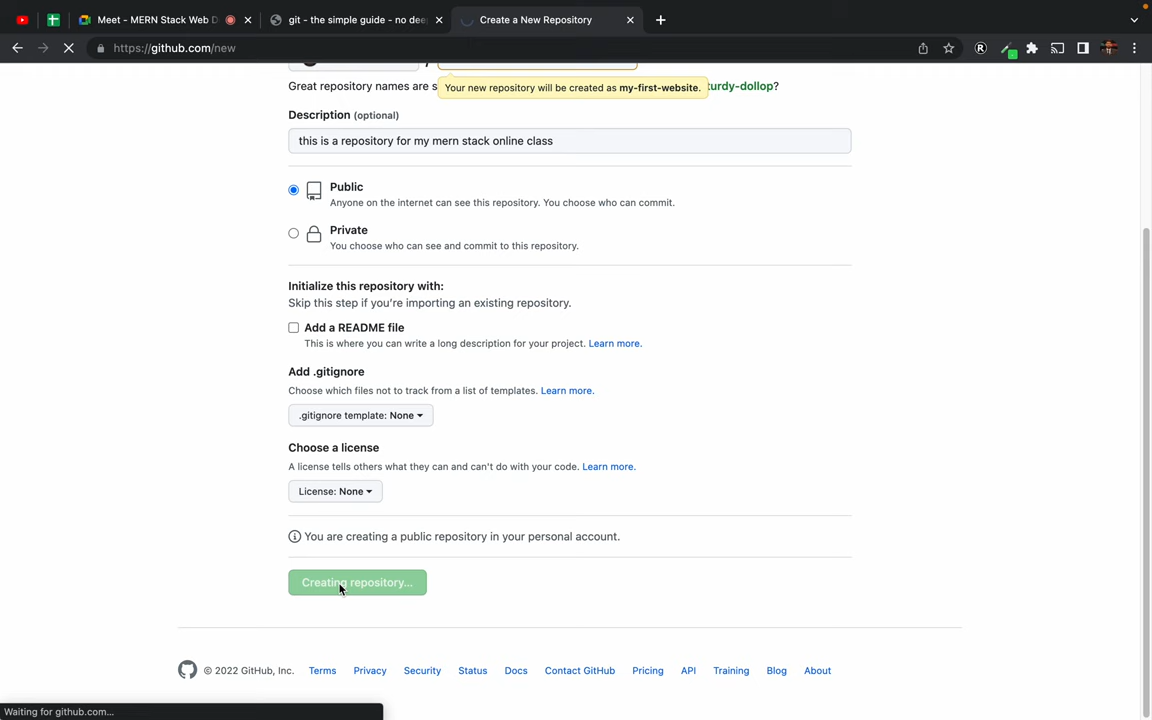 Meet - MERN Stack Web D
git - the simple guide - no dee
Create a New Repository
https://github.com/new
Great repository names are s
Your new repository will be created as my-first-website.
turdy-dollop?
Description (optional)
this is a repository for my mern stack online class
Public
Anyone on the internet can see this repository. You choose who can commit.
Private
You choose who can see and commit to this repository.
Initialize this repository with:
Skip this step if you're importing an existing repository.
Add a README file
This is where you can write a long description for your project. Learn more.
Add .gitignore
Choose which files not to track from a list of templates. Learn more.
.gitignore template: None
Choose a license
A license tells others what they can and can't do with your code. Learn more.
License: None
You are creating a public repository in your personal account.
Creating repository...
© 2022 GitHub, Inc. Terms Privacy Security Status Docs Contact GitHub Pricing API Training Blog About
Waiting for github.com...